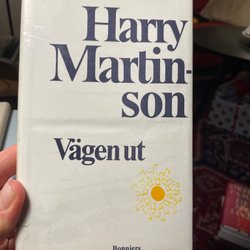 Harry
Martin-
son
Vägen ut
Bonniers